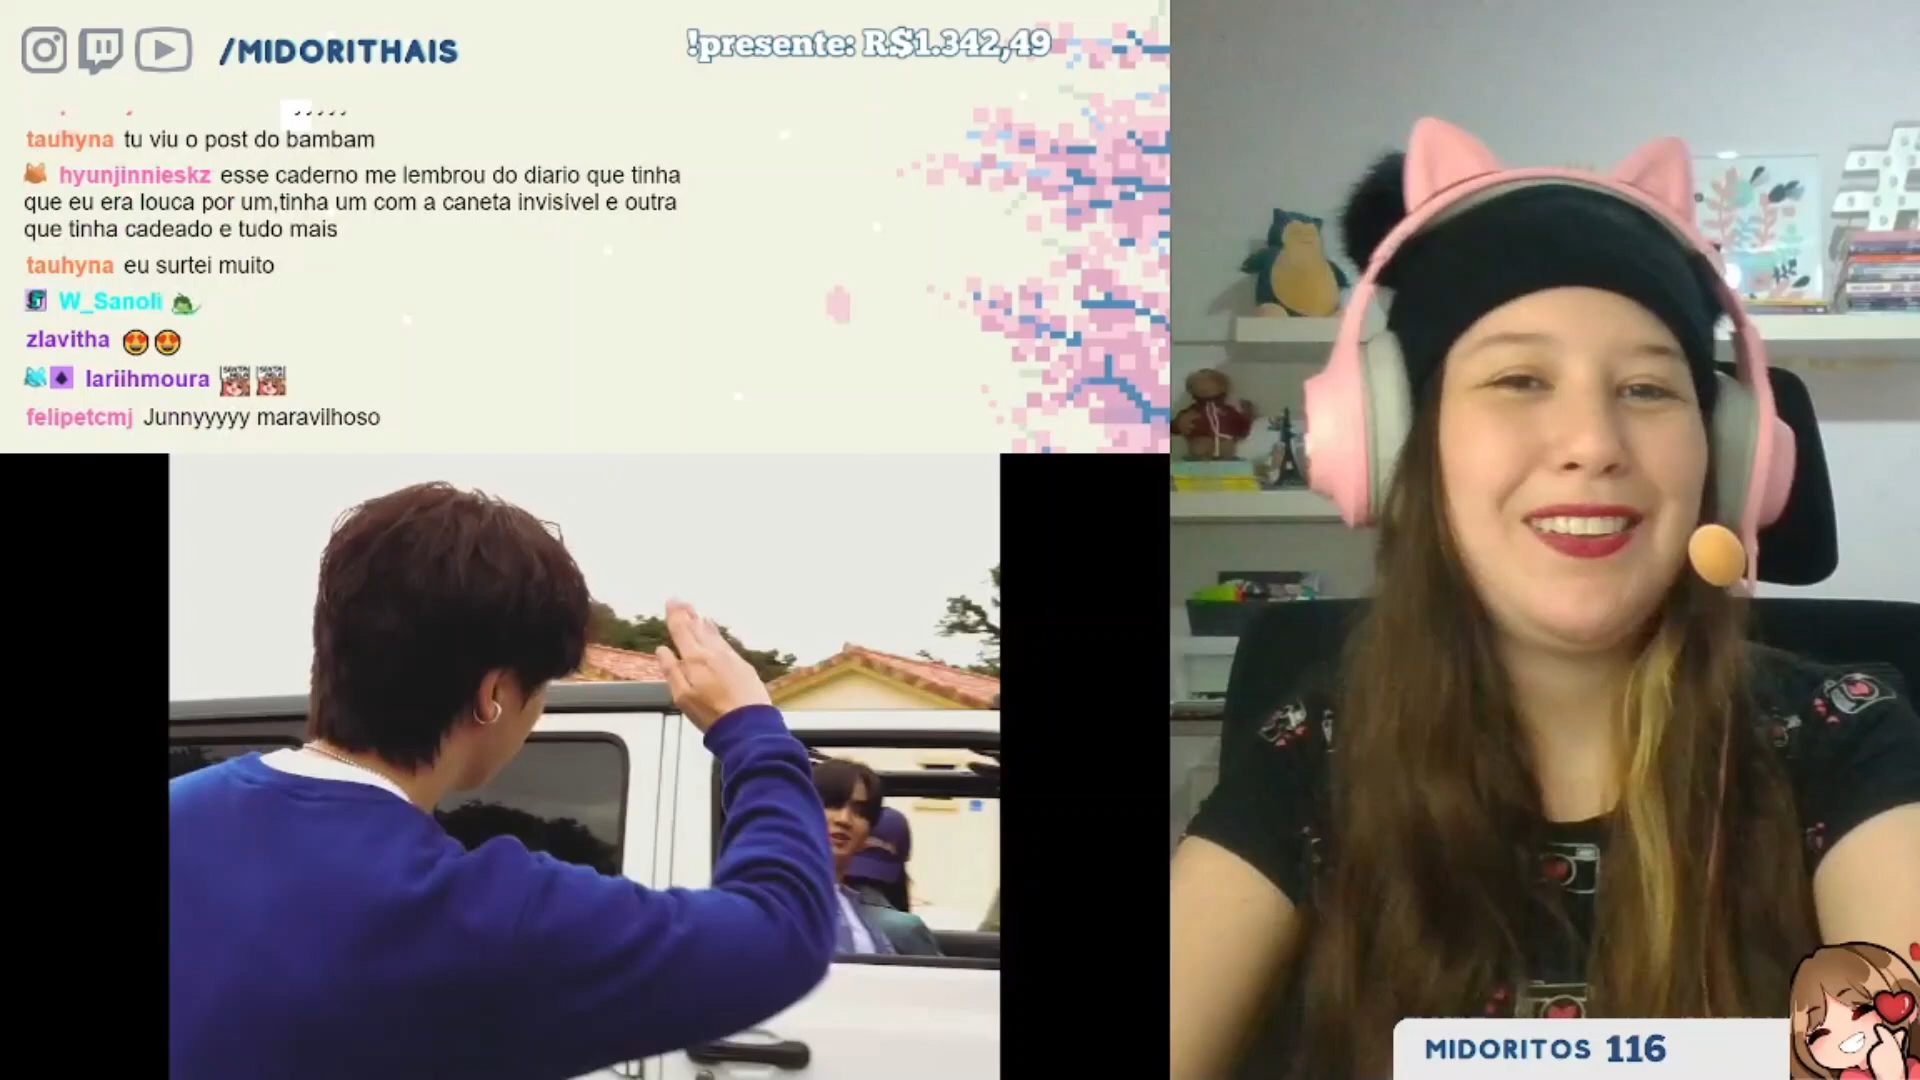 /MIDORITHAIS
!presente: R$1.342,49
tauhyna tu viu o post do bambam
hyunjinnieskz esse caderno me lembrou do diario que tinha
que eu era louca por um,tinha um com a caneta invisivel e outra
que tinha cadeado e tudo mais
tauhyna eu surtei muito
W_Sanoli
zlavitha
lariihmoura
felipetcmj Junnyyyyy maravilhoso
MIDORITOS 116